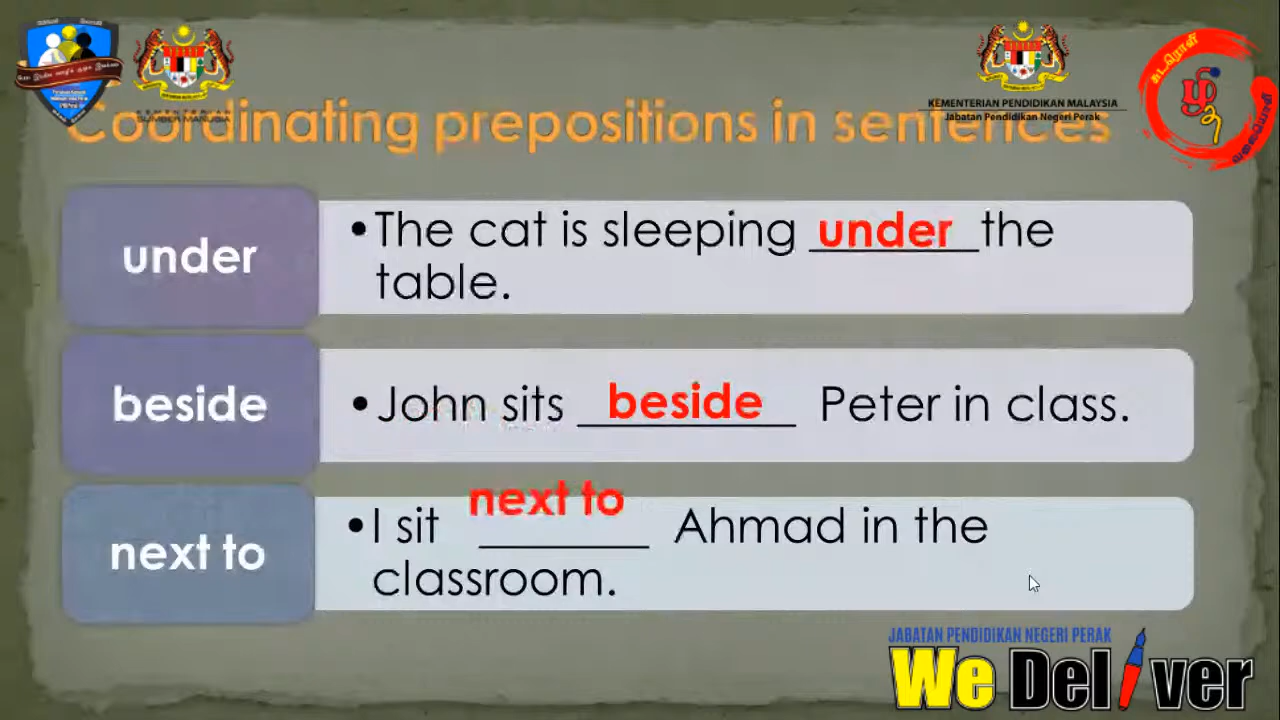 KEMENTERIAN PENDIDIKAN MALAYSIA
Jabatan Pendidikan Negeri Perak
Coordinating prepositions in sentences
under
•The cat is sleeping under the
table.
beside
•John sits beside Peter in class.
next to
•I sit next to Ahmad in the
classroom.
JABATAN PENDIDIKAN NEGERI PERAK
We Deliver